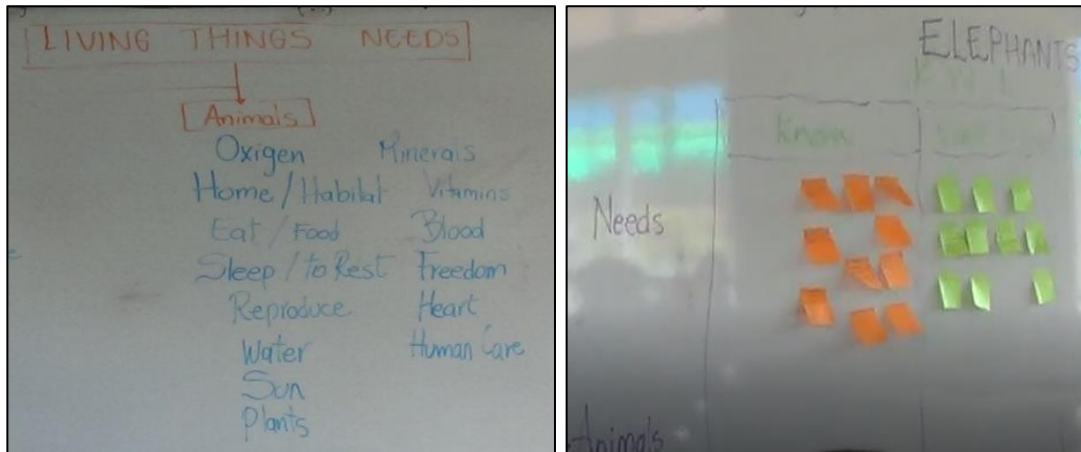 LIVING THINGS NEEDS
Animals
Oxigen
Home / Habitat
Eat / Food
Sleep / to Rest
Reproduce
Water
Sun
Plants
Minerais
Vitamins
Blood
Freedom
Heart
Human Care
ELEPHANTS
Know
Needs
Animals